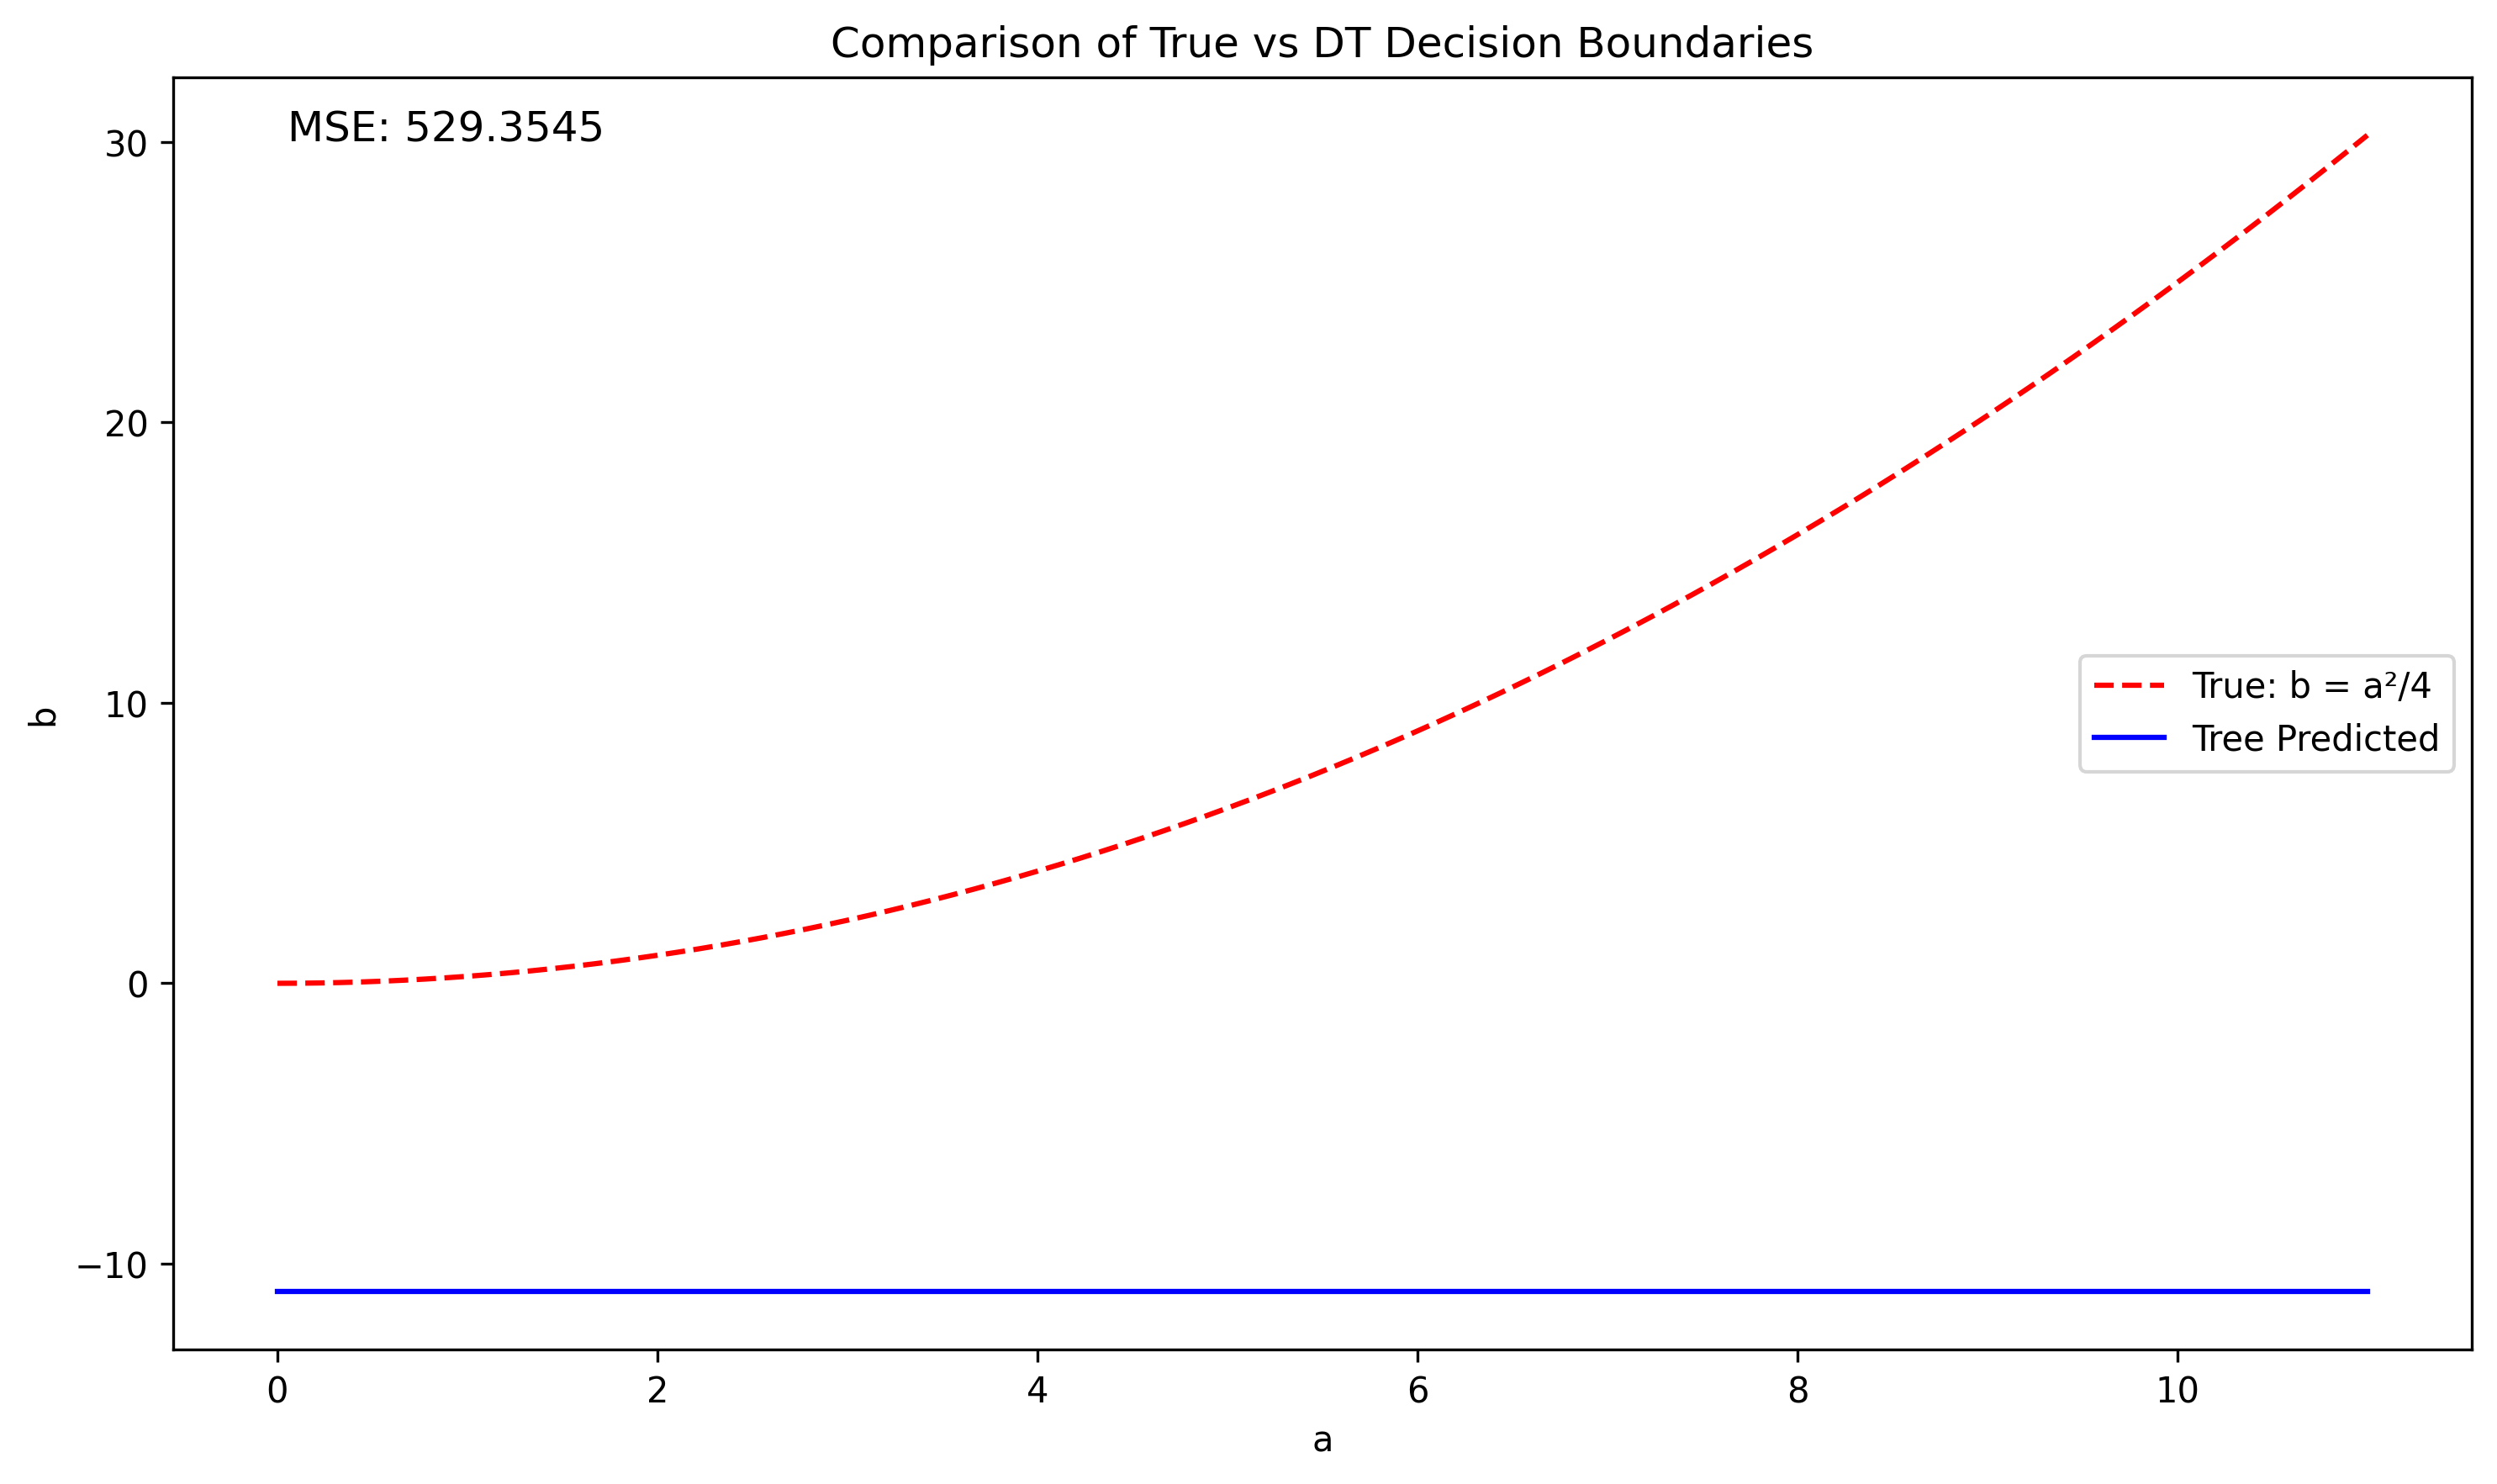 Comparison of True vs DT Decision Boundaries
MSE: 529.3545
30
20
10
0
−10
b
True: b = a²/4
Tree Predicted
0 2 4 6 8 10
a